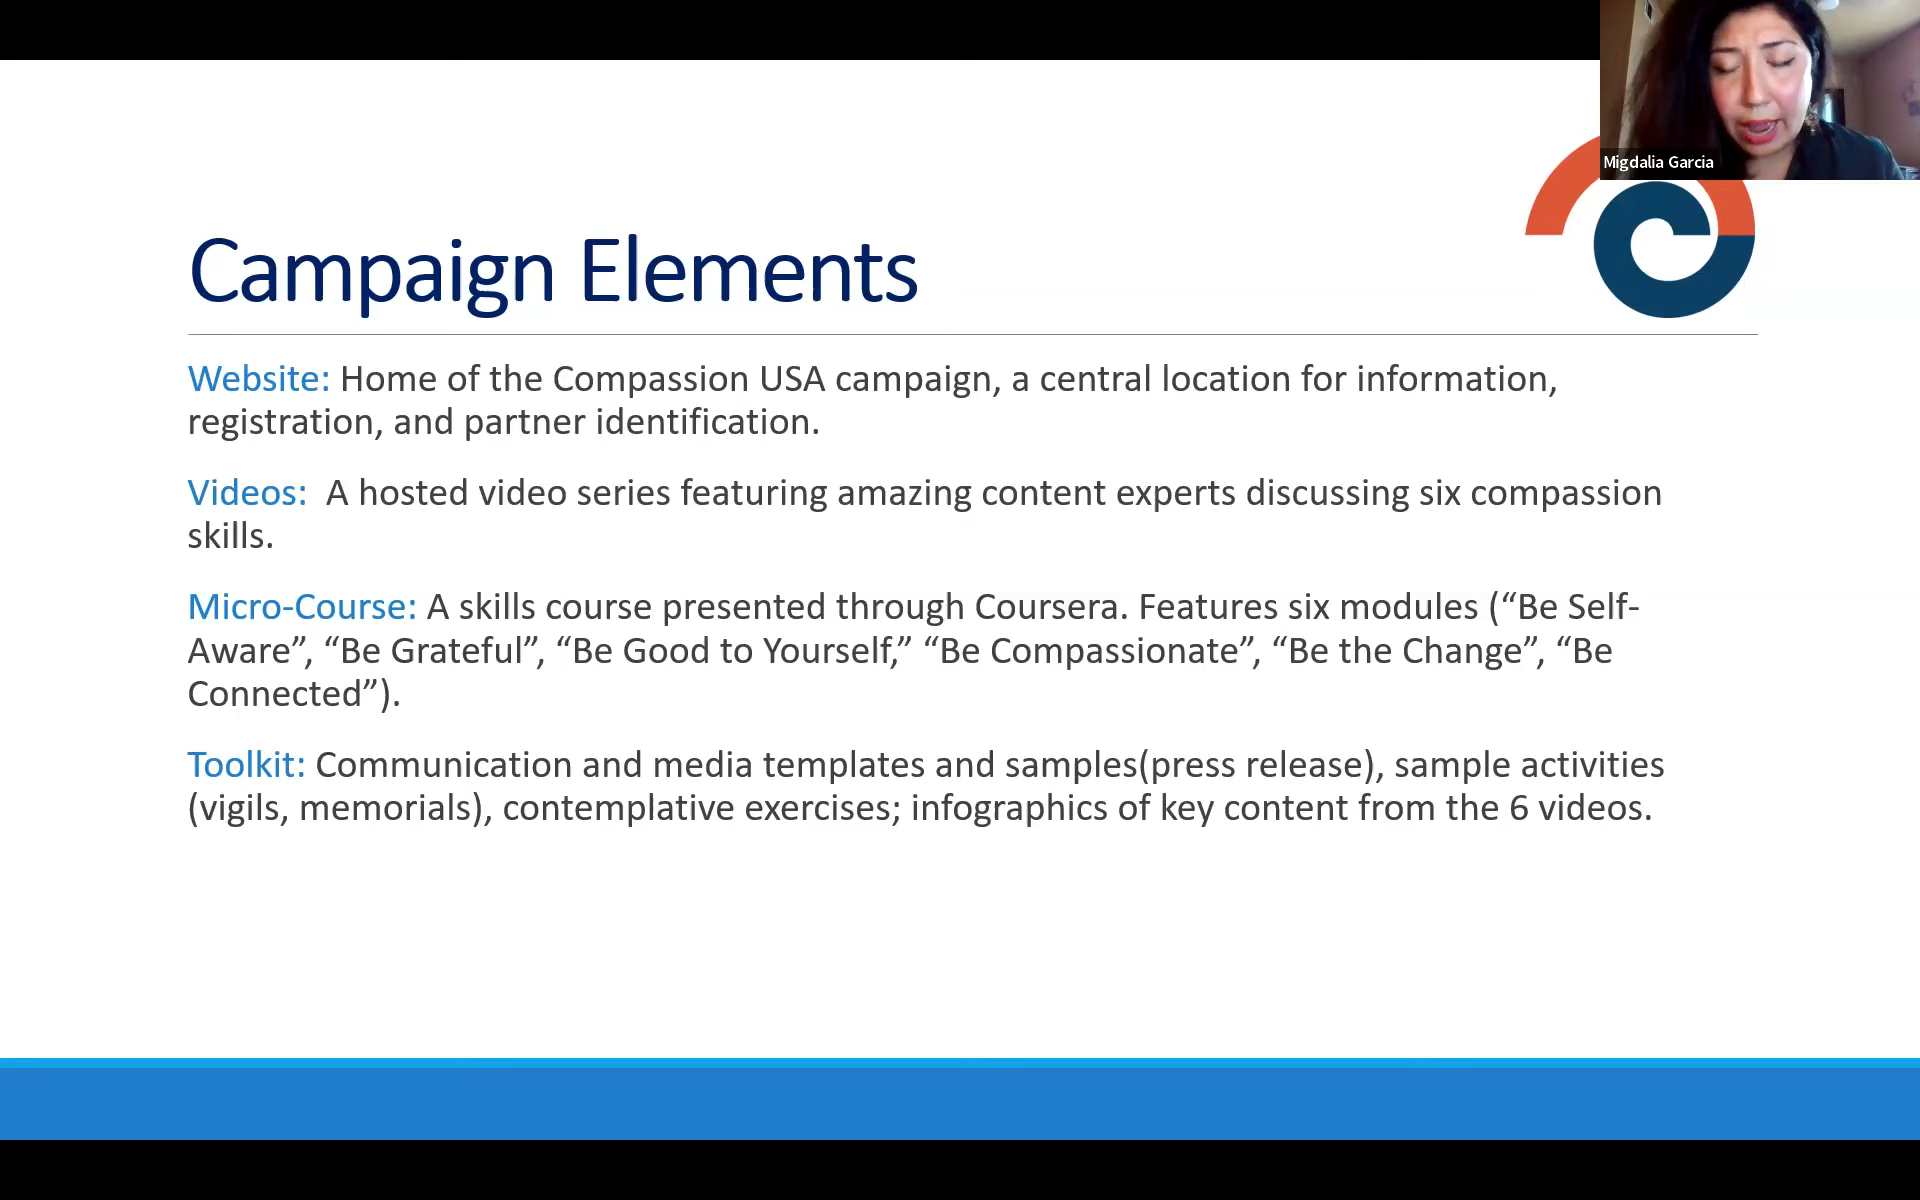 Migdalia Garcia
Campaign Elements
Website: Home of the Compassion USA campaign, a central location for information,
registration, and partner identification.
Videos:  A hosted video series featuring amazing content experts discussing six compassion
skills.
Micro-Course: A skills course presented through Coursera. Features six modules (“Be Self-
Aware”, “Be Grateful”, “Be Good to Yourself,” “Be Compassionate”, “Be the Change”, “Be
Connected”).
Toolkit: Communication and media templates and samples(press release), sample activities
(vigils, memorials), contemplative exercises; infographics of key content from the 6 videos.